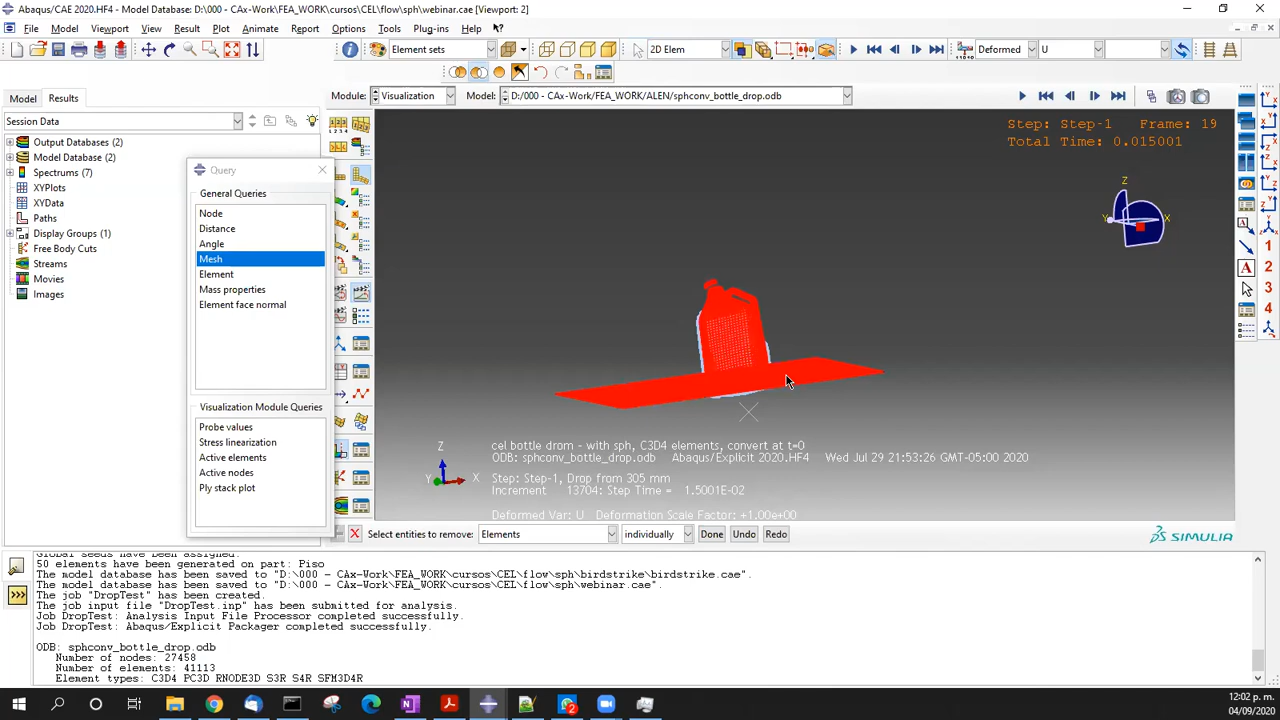 Abaqus/CAE 2020.HF4 - Model Database: D:\000 - CAx-Work\FEA_WORK\cursos\CEL\flow\sph\webinar.cae [Viewport: 2]
File Model Viewport View Result Plot Animate Report Options Tools Plug-ins Help
Element sets 2D Elem Deformed U
Model Results Module: Visualization Model: D:/000 - CAx-Work/FEA_WORK/ALEN/sphconv_bottle_drop.odb
Session Data
Output Databases (2)
Model Database (2)
Spectrums (7)
XYPlots
XYData
Paths
Display Groups (1)
Free Body Cuts
Streams
Movies
Images
Query
General Queries
Node
Distance
Angle
Mesh
Element
Mass properties
Element face normal
Visualization Module Queries
Probe values
Stress linearization
Active elements
Active nodes
Ply stack plot
Step: Step-1 Frame: 19
Total Time: 0.015001
Z
Y X
1
2
3
4
Z
Y X
cel bottle drom - with sph, C3D4 elements, convert at t=0
ODB: sphconv_bottle_drop.odb Abaqus/Explicit 2020.HF4 Wed Jul 29 21:53:26 GMT-05:00 2020
Step: Step-1, Drop from 305 mm
Increment 13704: Step Time = 1.5001E-02
Deformed Var: U Deformation Scale Factor: +1.00e+00
Select entities to remove: Elements individually Done Undo Redo
SIMULIA
Global seeds have been assigned.
50 elements have been generated on part: Piso
The model database has been saved to "D:\000 - CAx-Work\FEA_WORK\cursos\CEL\flow\sph\birdstrike\birdstrike.cae".
The model database has been saved to "D:\000 - CAx-Work\FEA_WORK\cursos\CEL\flow\sph\webinar.cae".
The job "DropTest" has been created.
The job input file "DropTest.inp" has been submitted for analysis.
Job DropTest: Analysis Input File Processor completed successfully.
Job DropTest: Abaqus/Explicit Packager completed successfully.
ODB: sphconv_bottle_drop.odb
Number of nodes: 27458
Number of elements: 41113
Element types: C3D4 PC3D RNODE3D S3R S4R SFM3D4R
12:02 p. m.
04/09/2020